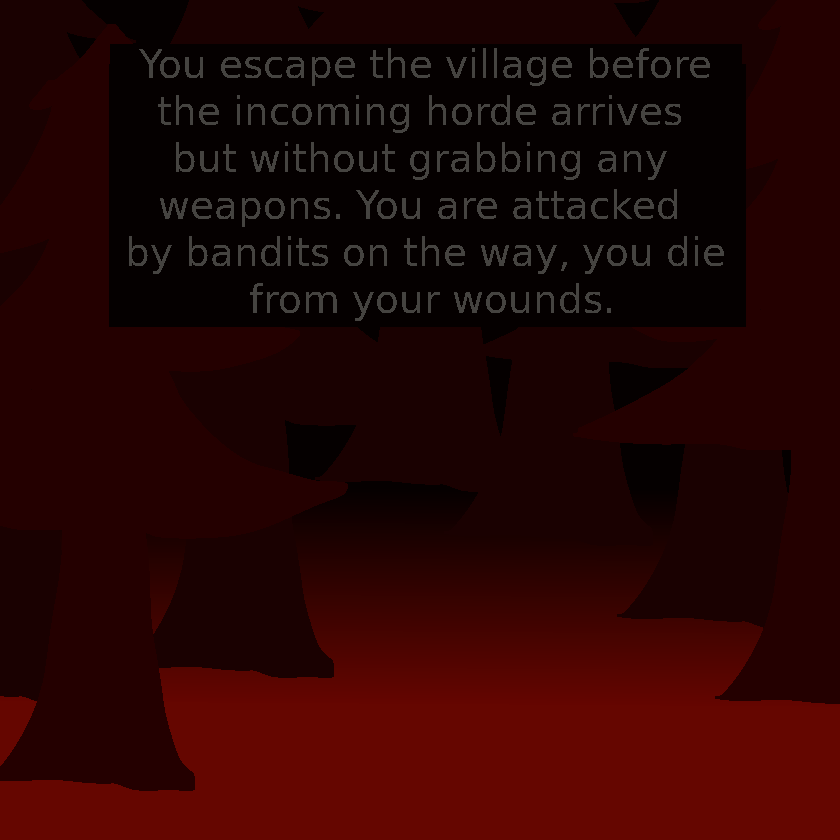 You escape the village before
the incoming horde arrives
but without grabbing any
weapons. You are attacked
by bandits on the way, you die
from your wounds.